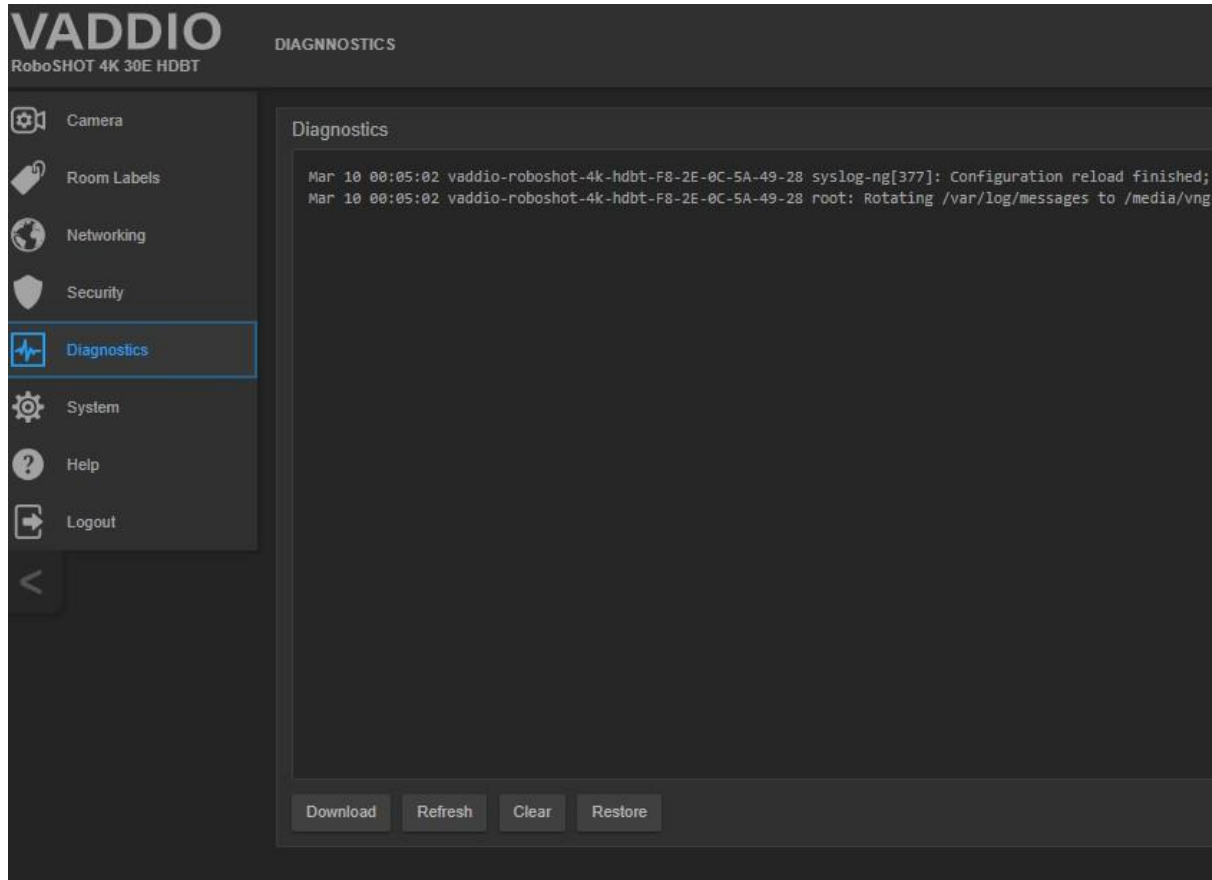 VADDIO
RoboSHOT 4K 30E HDBT
DIAGNNOSTICS
Camera
Room Labels
Networking
Security
Diagnostics
System
Help
Logout
<
Diagnostics
Mar 10 00:05:02 vaddio-roboshot-4k-hdbt-F8-2E-0C-5A-49-28 syslog-ng[377]: Configuration reload finished;
Mar 10 00:05:02 vaddio-roboshot-4k-hdbt-F8-2E-0C-5A-49-28 root: Rotating /var/log/messages to /media/vng
Download Refresh Clear Restore